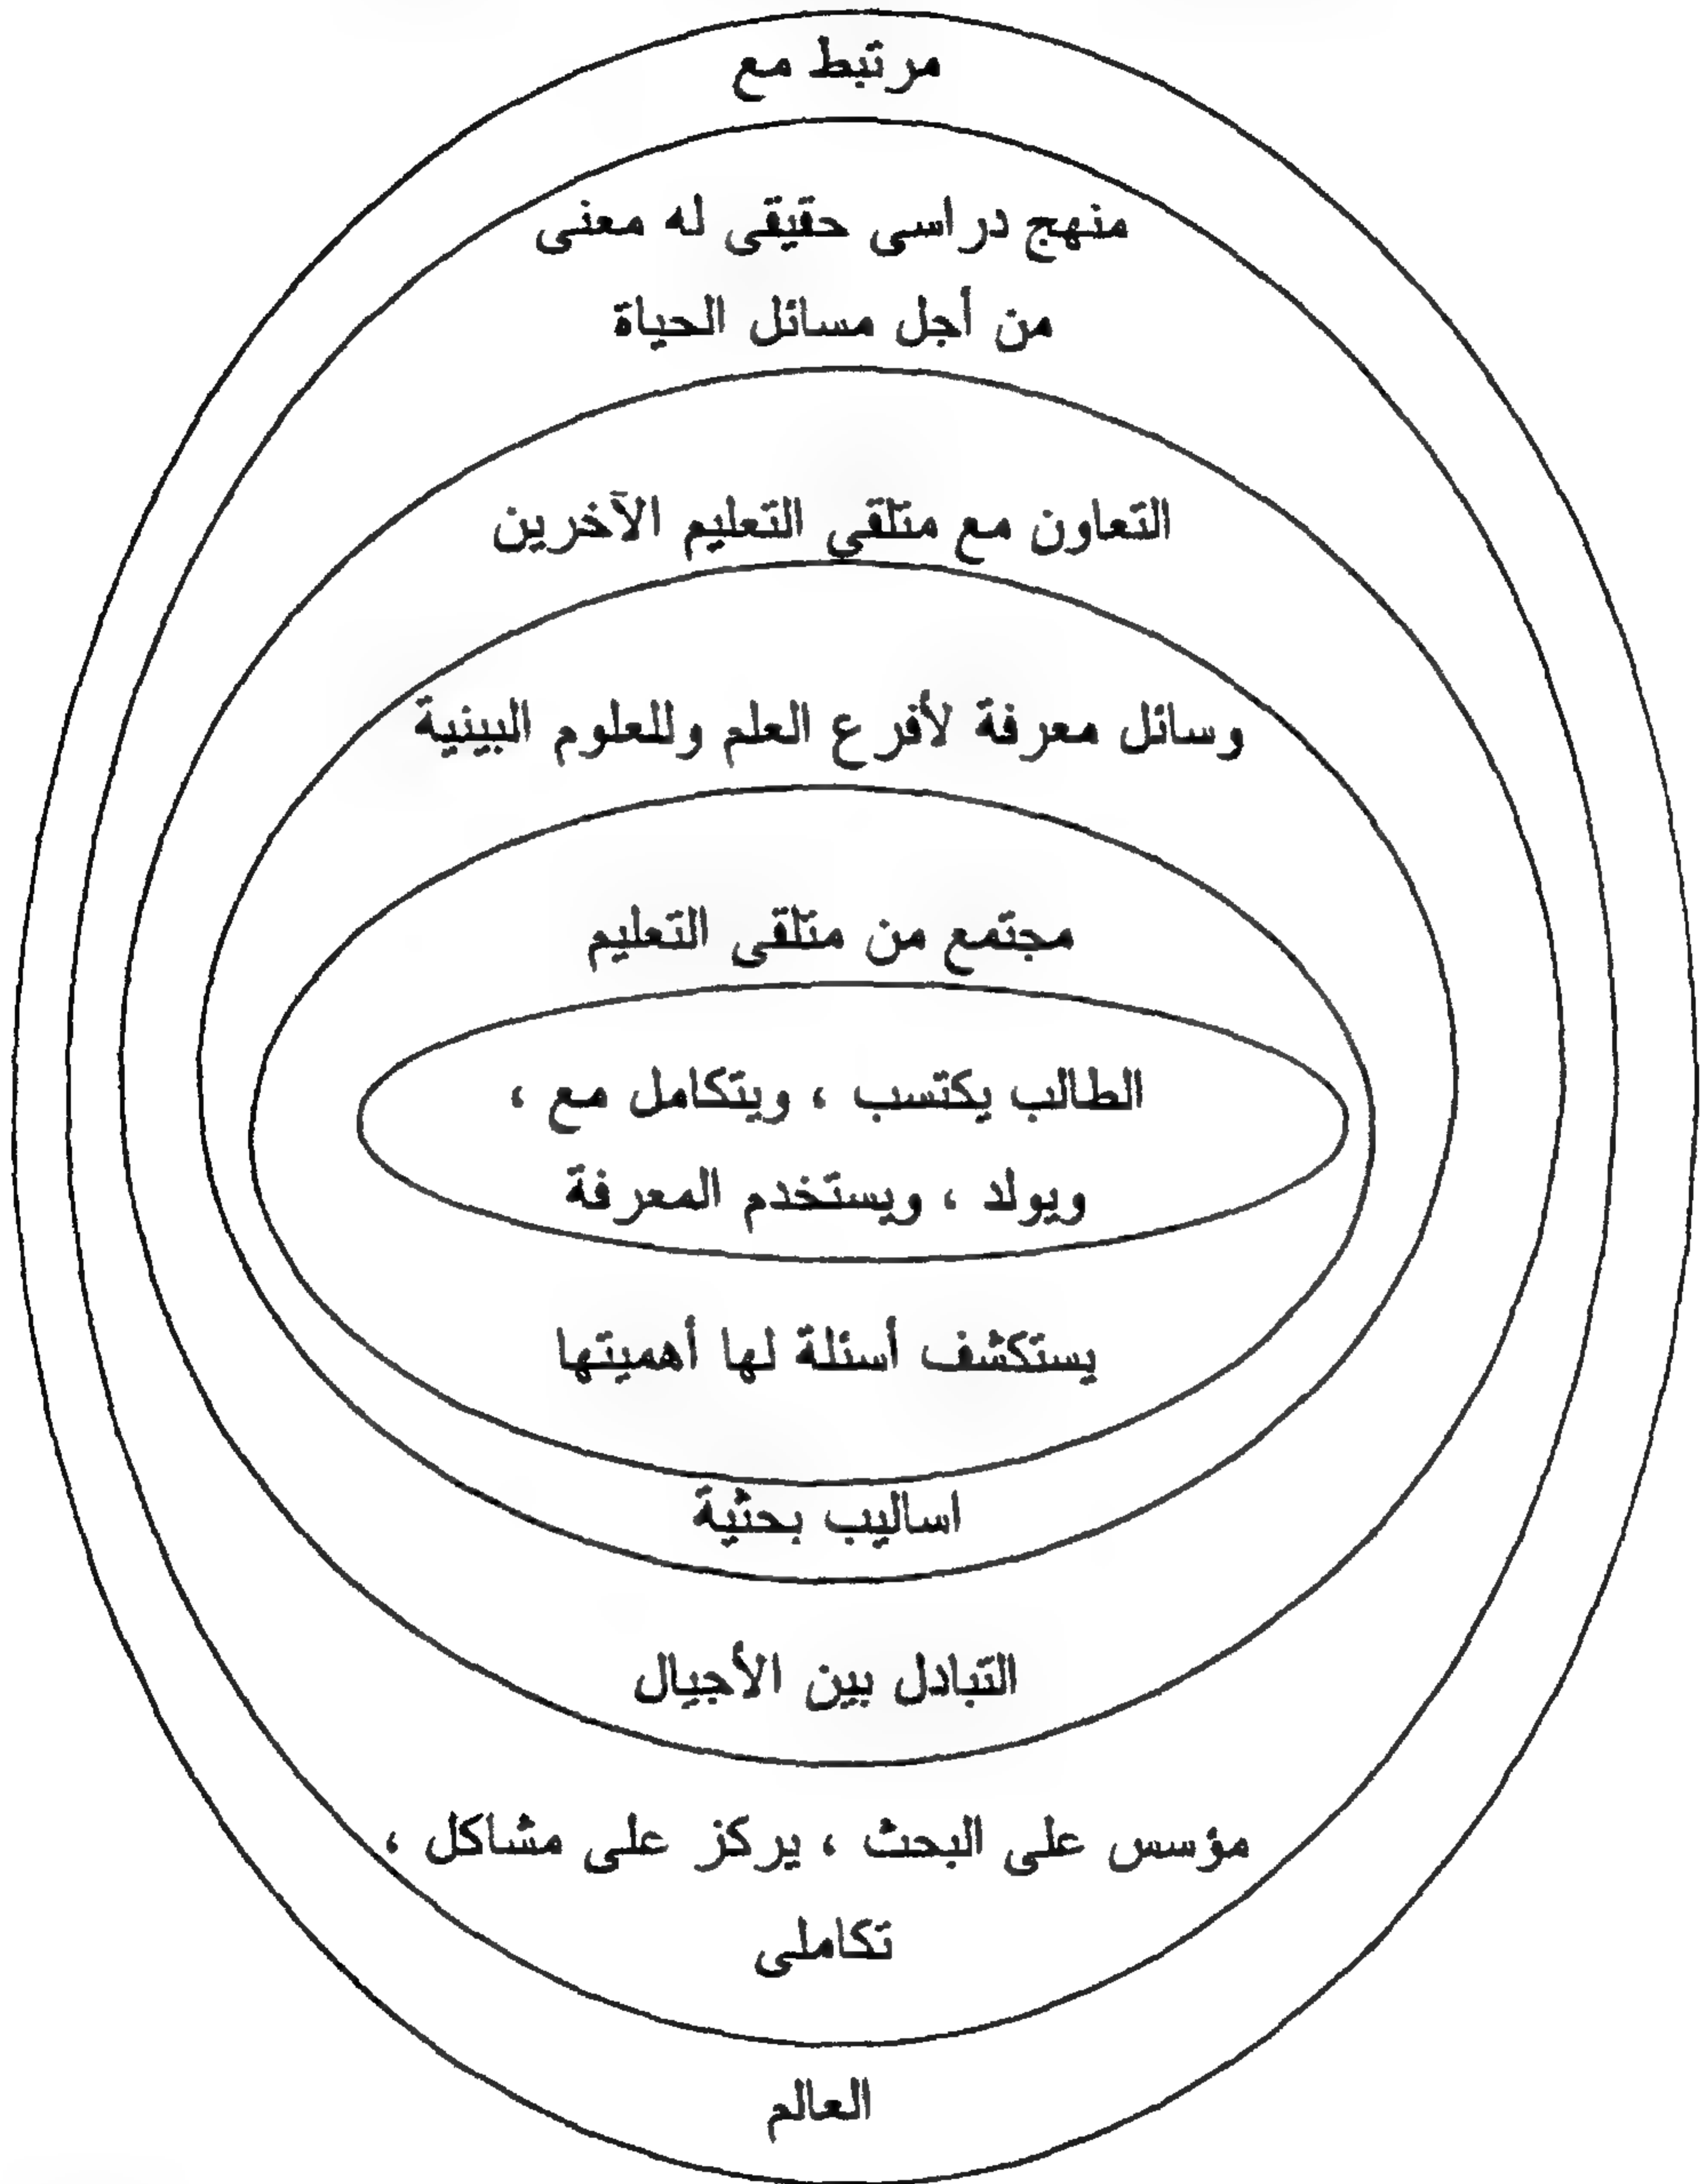 مرتبط مع
منهج دراسى حقيقى له معنى
من أجل مسائل الحياة
التعاون مع متلقي التعليم الآخرين
وسائل معرفة لأفرع العلم وللعلوم البينية
مجتمع من متلقى التعليم
الطالب يكتسب ، ويتكامل مع ،
ويولد ، ويستخدم المعرفة
يستكشف أسئلة لها أهميتها
اساليب بحثية
التبادل بين الأجيال
مؤسس على البحث ، يركز على مشاكل ،
تكاملى
العالم